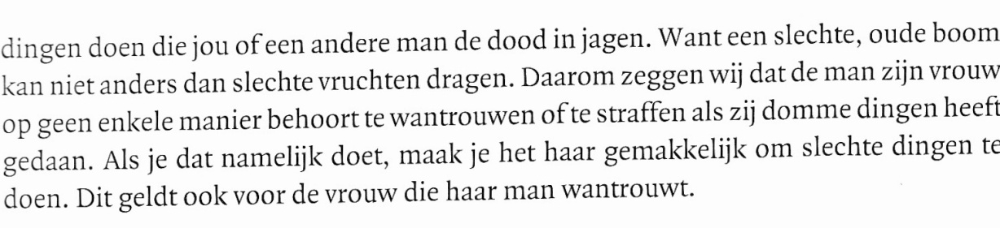 dingen doen die jou of een andere man de dood in jagen. Want een slechte, oude boom
kan niet anders dan slechte vruchten dragen. Daarom zeggen wij dat de man zijn vrouw
op geen enkele manier behoort te wantrouwen of te straffen als zij domme dingen heeft
gedaan. Als je dat namelijk doet, maak je het haar gemakkelijk om slechte dingen te
doen. Dit geldt ook voor de vrouw die haar man wantrouwt.